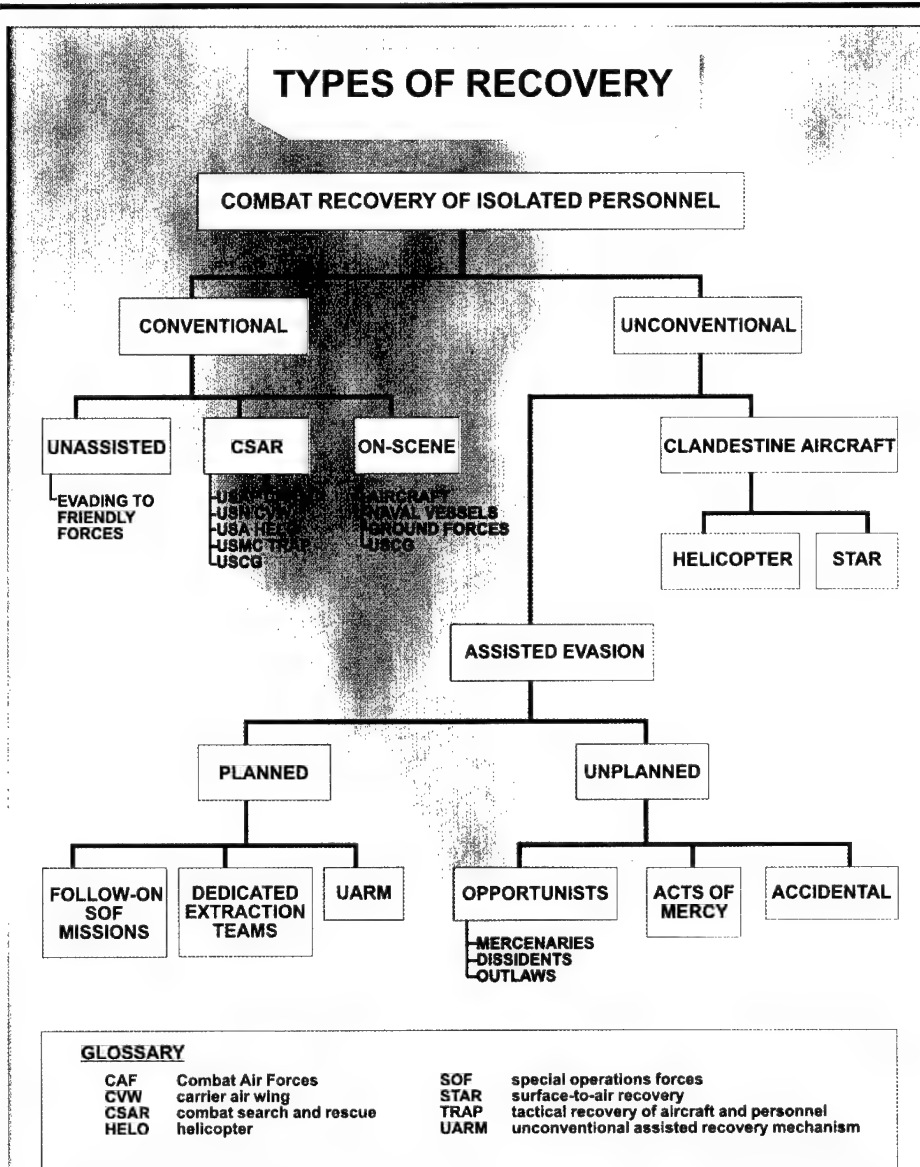 TYPES OF RECOVERY
COMBAT RECOVERY OF ISOLATED PERSONNEL
CONVENTIONAL
UNCONVENTIONAL
UNASSISTED
CSAR
ON-SCENE
CLANDESTINE AIRCRAFT
EVADING TO
FRIENDLY
FORCES
USAF CAF
USN CVW
USA HELO
USMC TRAP
USCG
AIRCRAFT
NAVAL VESSELS
GROUND FORCES
USCG
HELICOPTER
STAR
ASSISTED EVASION
PLANNED
UNPLANNED
FOLLOW-ON
SOF
MISSIONS
DEDICATED
EXTRACTION
TEAMS
UARM
OPPORTUNISTS
MERCENARIES
DISSIDENTS
OUTLAWS
ACTS OF
MERCY
ACCIDENTAL
GLOSSARY
CAF Combat Air Forces
CVW carrier air wing
CSAR combat search and rescue
HELO helicopter
SOF special operations forces
STAR surface-to-air recovery
TRAP tactical recovery of aircraft and personnel
UARM unconventional assisted recovery mechanism